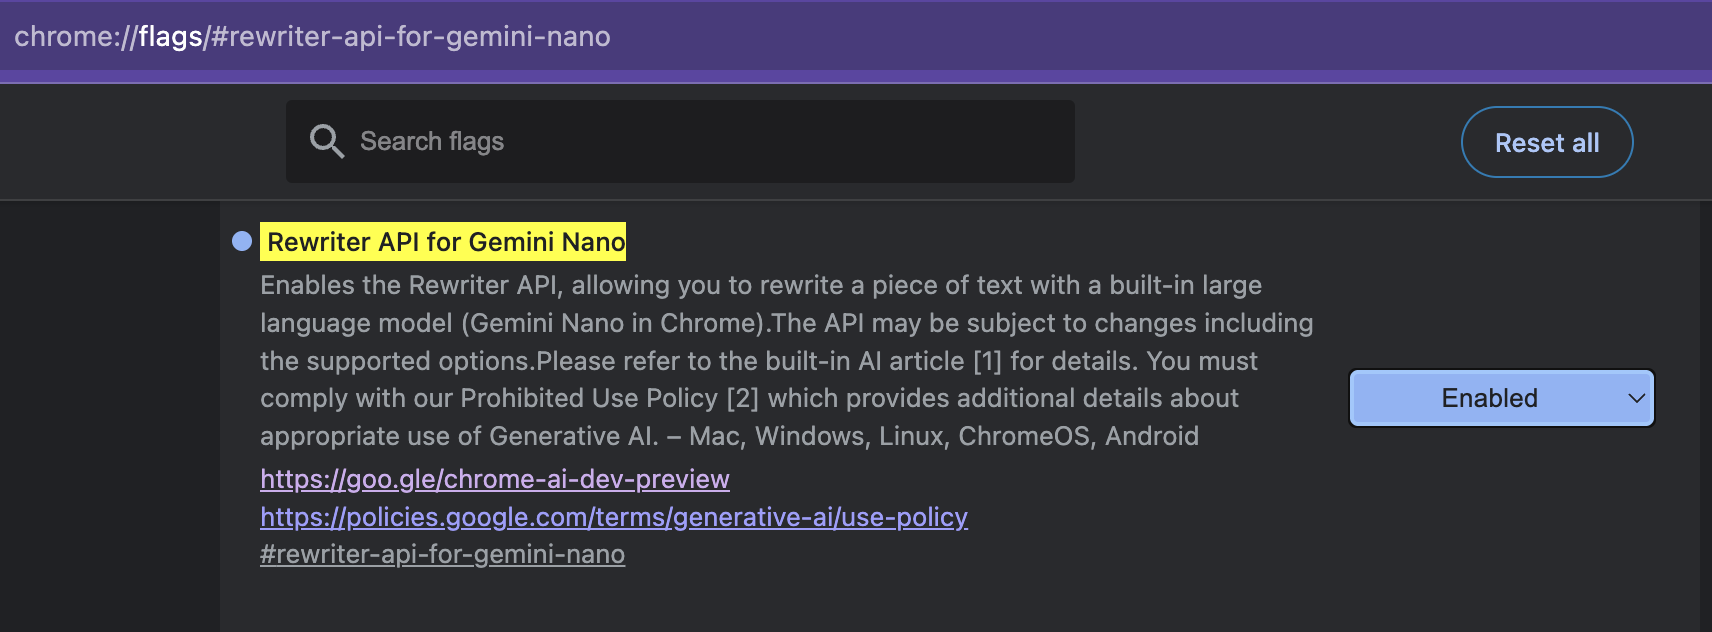 chrome://flags/#rewriter-api-for-gemini-nano
Search flags
Reset all
Rewriter API for Gemini Nano
Enables the Rewriter API, allowing you to rewrite a piece of text with a built-in large
language model (Gemini Nano in Chrome).The API may be subject to changes including
the supported options.Please refer to the built-in AI article [1] for details. You must
comply with our Prohibited Use Policy [2] which provides additional details about
appropriate use of Generative AI. – Mac, Windows, Linux, ChromeOS, Android
Enabled
https://goo.gle/chrome-ai-dev-preview
https://policies.google.com/terms/generative-ai/use-policy
#rewriter-api-for-gemini-nano